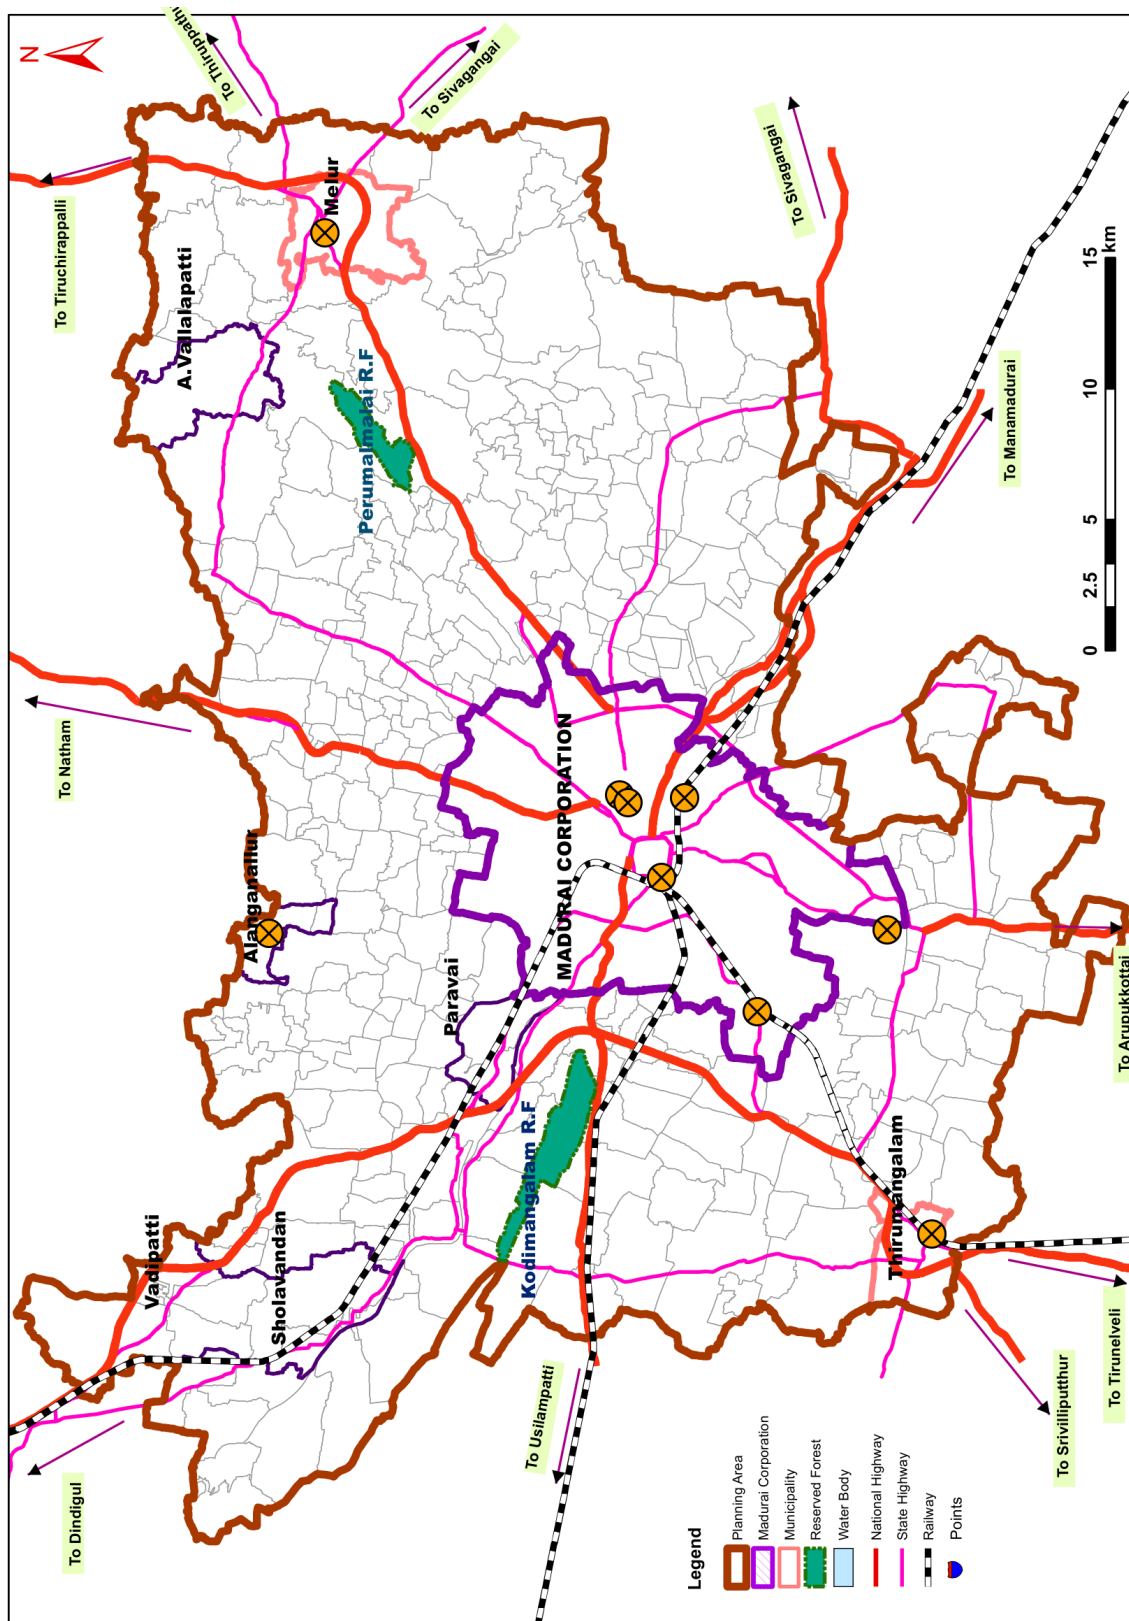 N
To Thiruppathur
To Sivagangai
To Tiruchirappalli
Melur
A.Vallalapatti
To Sivagangai
Perumalmalai R.F
To Manamadurai
To Natham
MADURAI CORPORATION
Alanganallur
Paravai
To Arupukkottai
Kodimangalam R.F
Thirumangalam
Vadipatti
Sholavandan
To Usilampatti
To Tirunelveli
To Srivilliputthur
To Dindigul
0 2.5 5 10 15
km
Legend
Planning Area
Madurai Corporation
Municipality
Reserved Forest
Water Body
National Highway
State Highway
Railway
Points